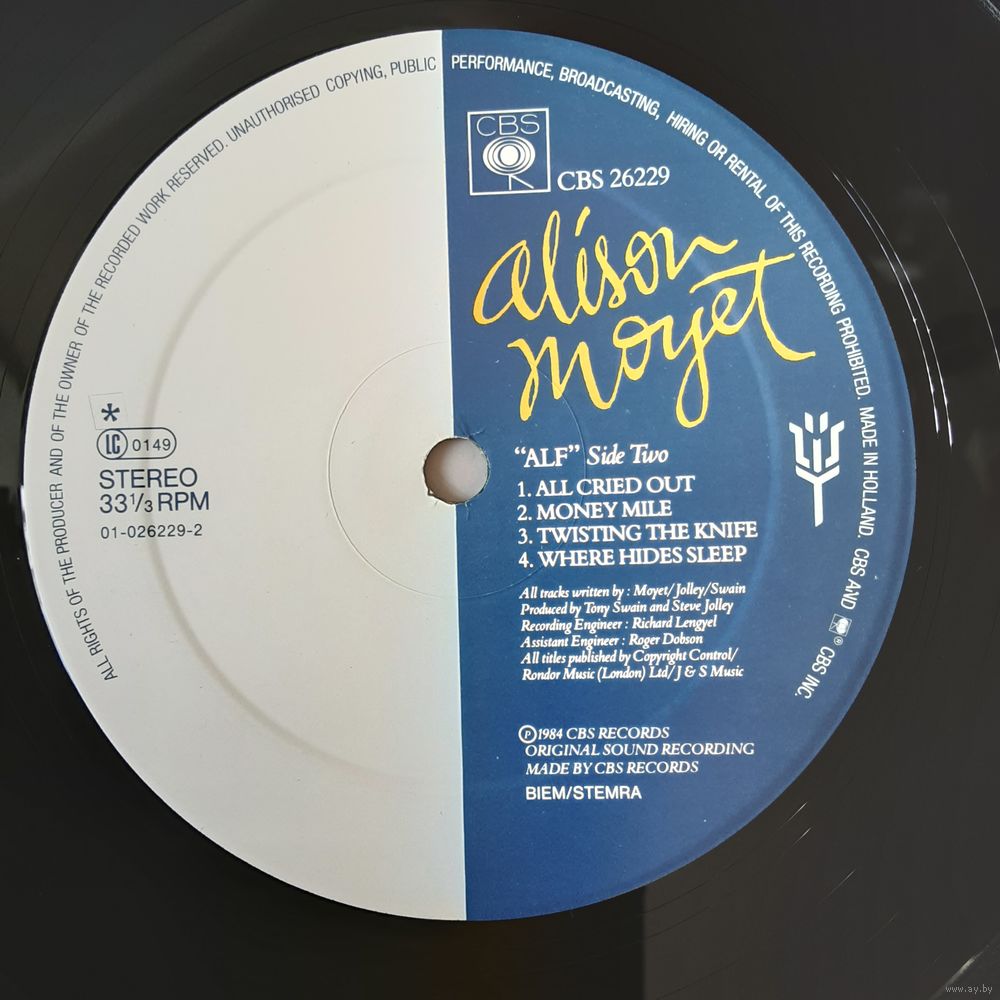 ALL RIGHTS OF THE PRODUCER AND OF THE OWNER OF THE RECORDED WORK RESERVED. UNAUTHORISED COPYING, PUBLIC PERFORMANCE, BROADCASTING, HIRING OR RENTAL OF THIS RECORDING PROHIBITED. MADE IN HOLLAND. CBS AND ® CBS INC.
CBS
CBS 26229
alison
moyet
*
LC 0149
STEREO
33 1/3 RPM
01-026229-2
"ALF" Side Two
1. ALL CRIED OUT
2. MONEY MILE
3. TWISTING THE KNIFE
4. WHERE HIDES SLEEP
All tracks written by : Moyet/Jolley/Swain
Produced by Tony Swain and Steve Jolley
Recording Engineer : Richard Lengyel
Assistant Engineer : Roger Dobson
All titles published by Copyright Control/
Rondor Music (London) Ltd/J & S Music
℗1984 CBS RECORDS
ORIGINAL SOUND RECORDING
MADE BY CBS RECORDS
BIEM/STEMRA
www.ay.by